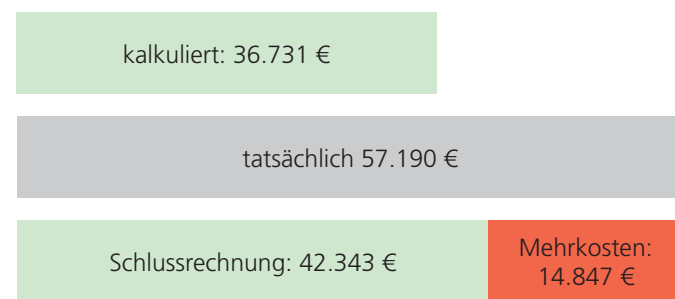 kalkuliert: 36.731 €
tatsächlich 57.190 €
Schlussrechnung: 42.343 €
Mehrkosten:
14.847 €